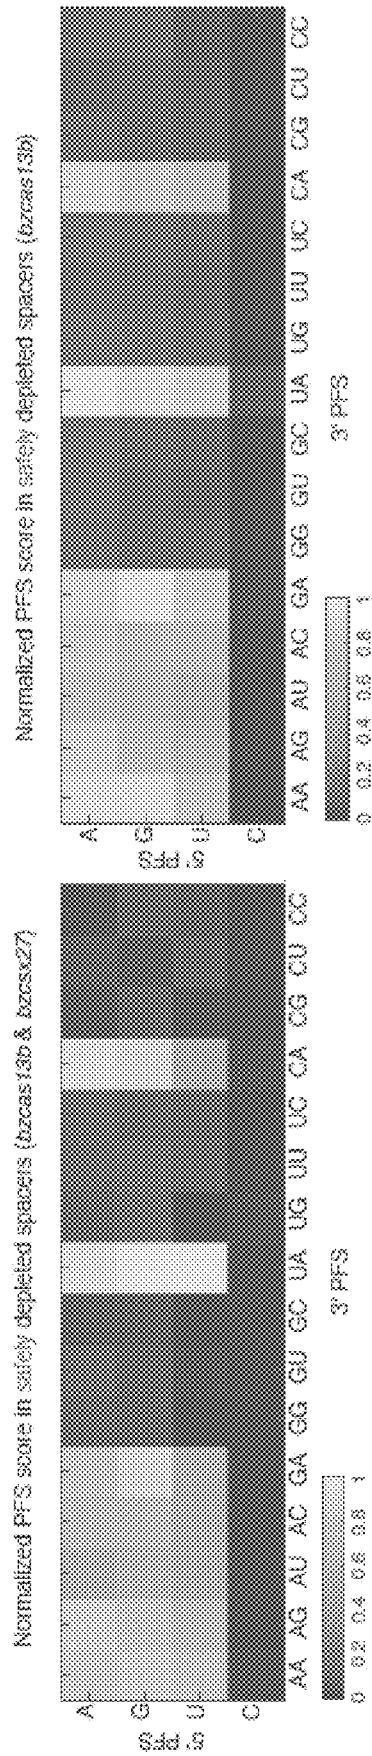 Normalized PFS score in safely depleted spacers (bzcas13b & bzcsx27)
5' PFS
A
G
U
C
AA AG AU AC GA GG GU GC UA UG UU UC CA CG CU CC
3' PFS
0 0.2 0.4 0.6 0.8 1
Normalized PFS score in safely depleted spacers (bzcas13b)
5' PFS
A
G
U
C
AA AG AU AC GA GG GU GC UA UG UU UC CA CG CU CC
3' PFS
0 0.2 0.4 0.6 0.8 1